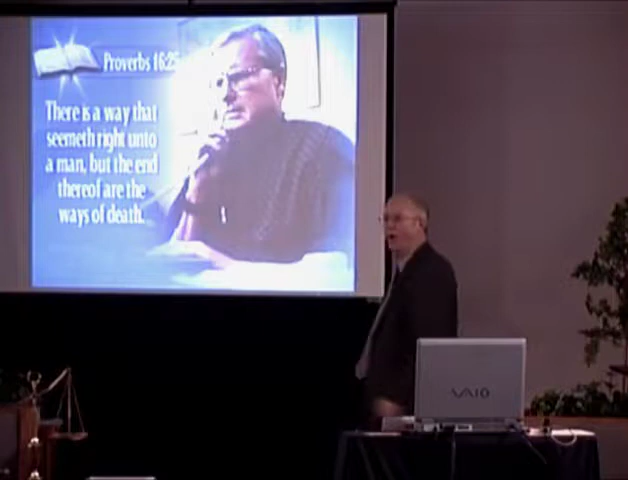 Proverbs 16:25
There is a way that
seemeth right unto
a man, but the end
thereof are the
ways of death.
VAIO